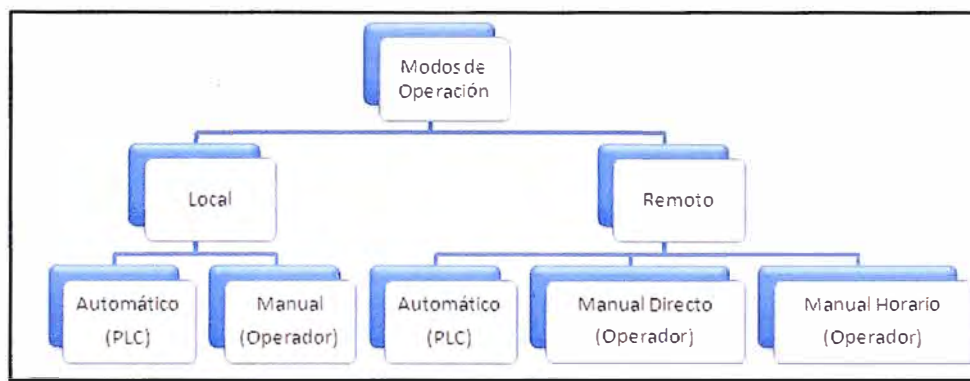 Modos de
Operación
Local
Remoto
Automático
(PLC)
Manual
(Operador)
Automático
(PLC)
Manual Directo
(Operador)
Manual Horario
(Operador)